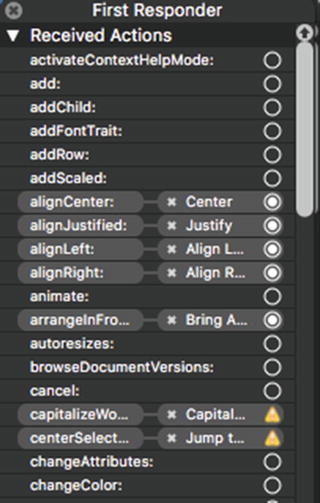 First Responder
Received Actions
activateContextHelpMode:
add:
addChild:
addFontTrait:
addRow:
addScaled:
alignCenter: Center
alignJustified: Justify
alignLeft: Align L...
alignRight: Align R...
animate:
arrangeInFro... Bring A...
autoresizes:
browseDocumentVersions:
cancel:
capitalizeWo... Capital...
centerSelect... Jump t...
changeAttributes:
changeColor: